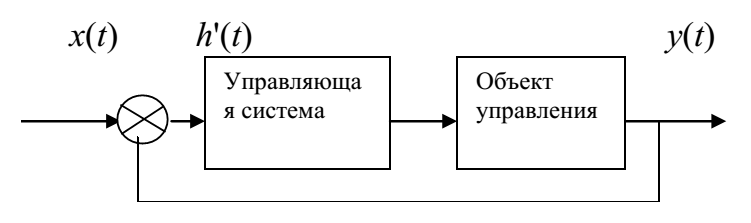 x(t) h'(t) y(t)
Управляюща
я система
Объект
управления